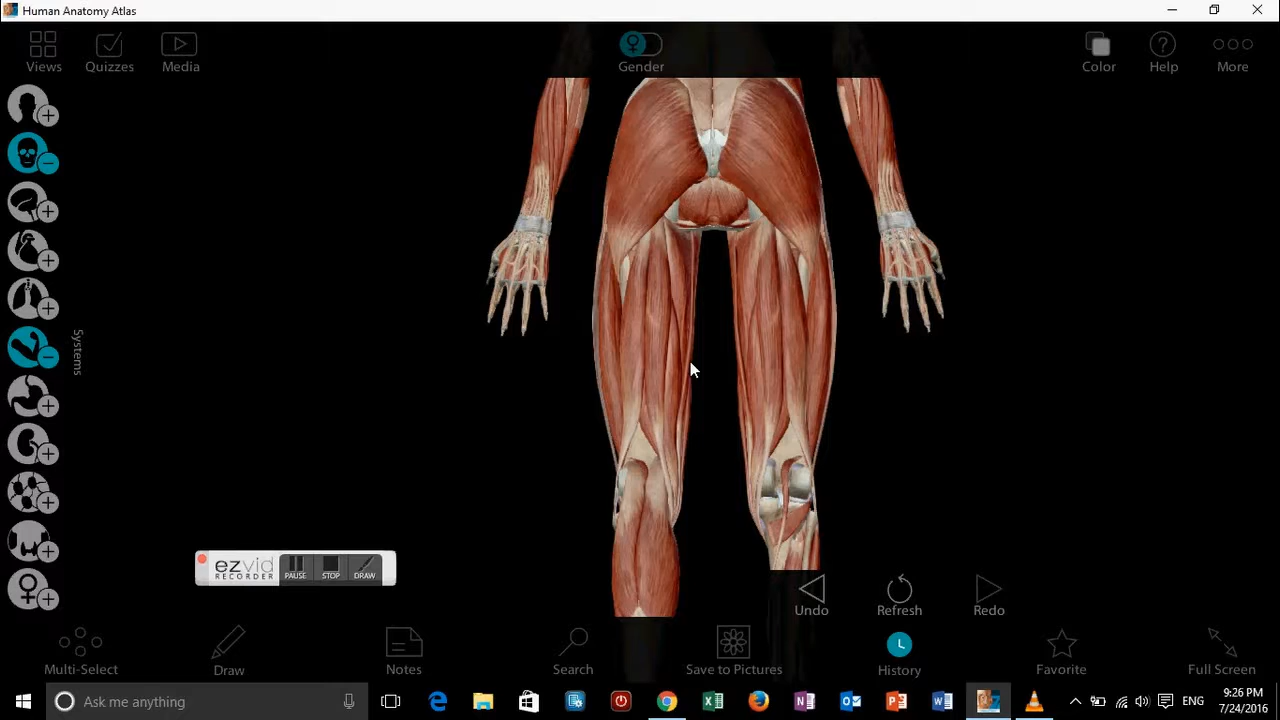 Human Anatomy Atlas
Views
Quizzes
Media
Gender
Color
Help
More
Systems
ezvid
RECORDER
PAUSE
STOP
DRAW
Undo
Refresh
Redo
Multi-Select
Draw
Notes
Search
Save to Pictures
History
Favorite
Full Screen
Ask me anything
ENG
9:26 PM
7/24/2016